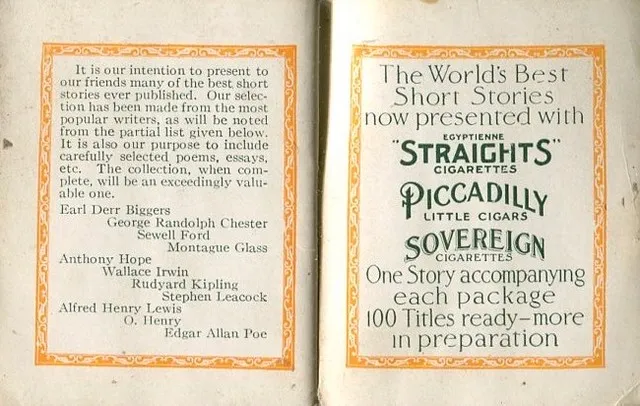 It is our intention to present to
our friends many of the best short
stories ever published. Our selec-
tion has been made from the most
popular writers, as will be noted
from the partial list given below.
It is also our purpose to include
carefully selected poems, essays,
etc. The collection, when com-
plete, will be an exceedingly valu-
able one.
Earl Derr Biggers
George Randolph Chester
Sewell Ford
Montague Glass
Anthony Hope
Wallace Irwin
Rudyard Kipling
Stephen Leacock
Alfred Henry Lewis
O. Henry
Edgar Allan Poe
The World's Best
Short Stories
now presented with
EGYPTIENNE
"STRAIGHTS"
CIGARETTES
PICCADILLY
LITTLE CIGARS
SOVEREIGN
CIGARETTES
One Story accompanying
each package
100 Titles ready—more
in preparation